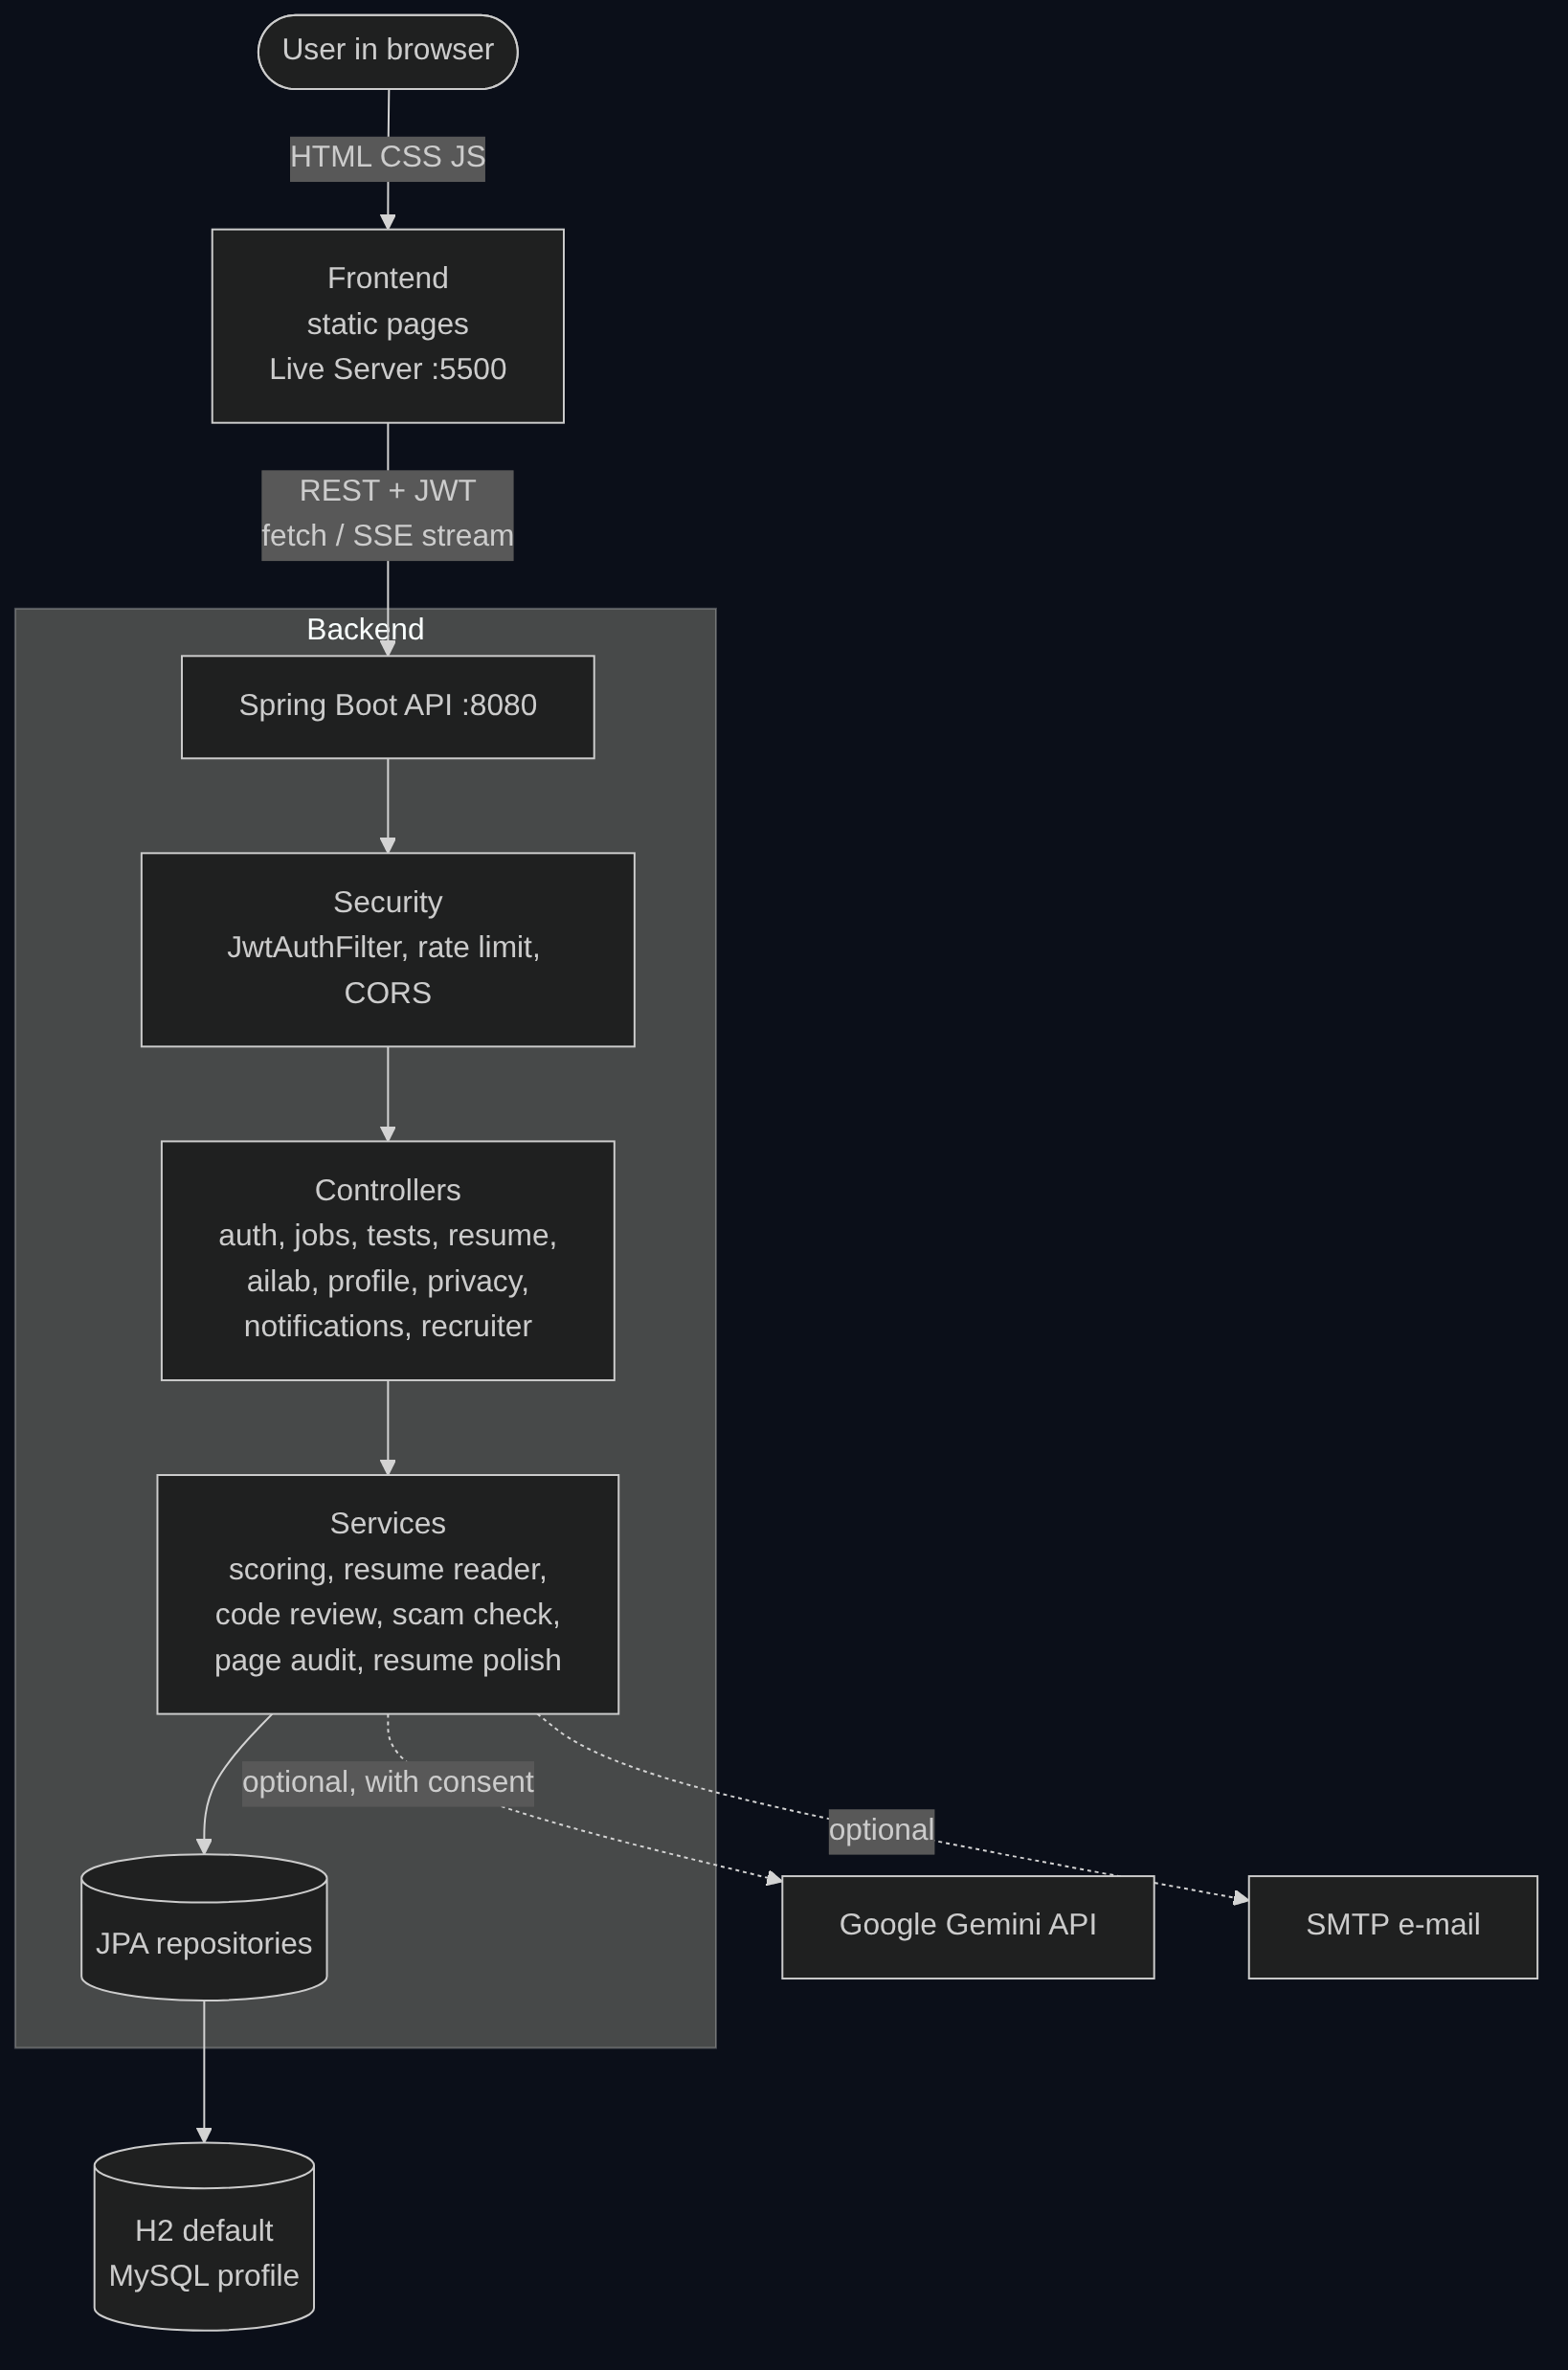 User in browser
HTML CSS JS
Frontend
static pages
Live Server :5500
REST + JWT
fetch / SSE stream
Backend
Spring Boot API :8080
Security
JwtAuthFilter, rate limit,
CORS
Controllers
auth, jobs, tests, resume,
ailab, profile, privacy,
notifications, recruiter
Services
scoring, resume reader,
code review, scam check,
page audit, resume polish
optional, with consent
optional
JPA repositories
Google Gemini API
SMTP e-mail
H2 default
MySQL profile